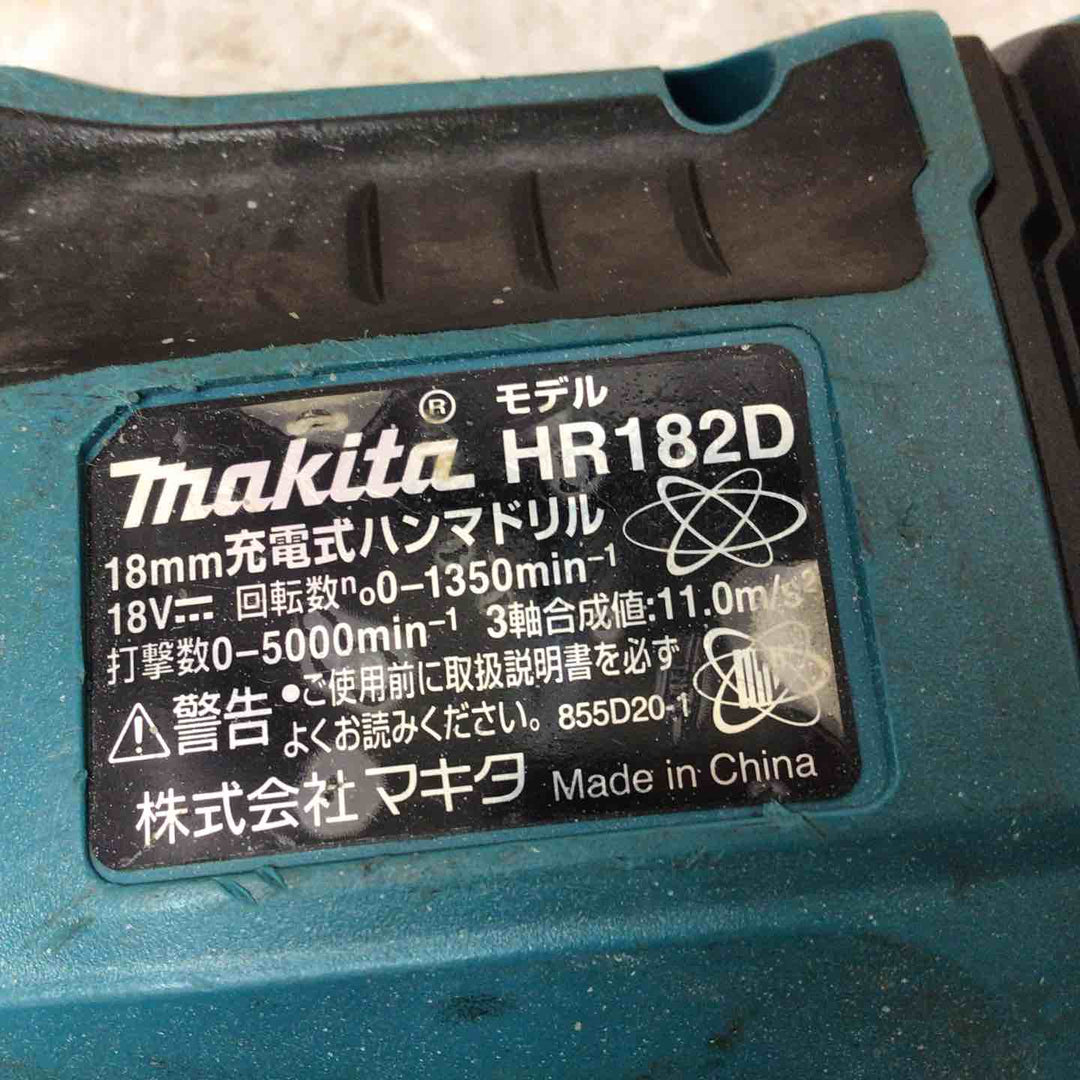 モデル
makita® HR182D
18mm充電式ハンマドリル
18V⎓ 回転数n₀0-1350min⁻¹
打撃数0-5000min⁻¹ 3軸合成値:11.0m/s²
⚠警告 •ご使用前に取扱説明書を必ず
よくお読みください。 855D20-1
株式会社マキタ Made in China